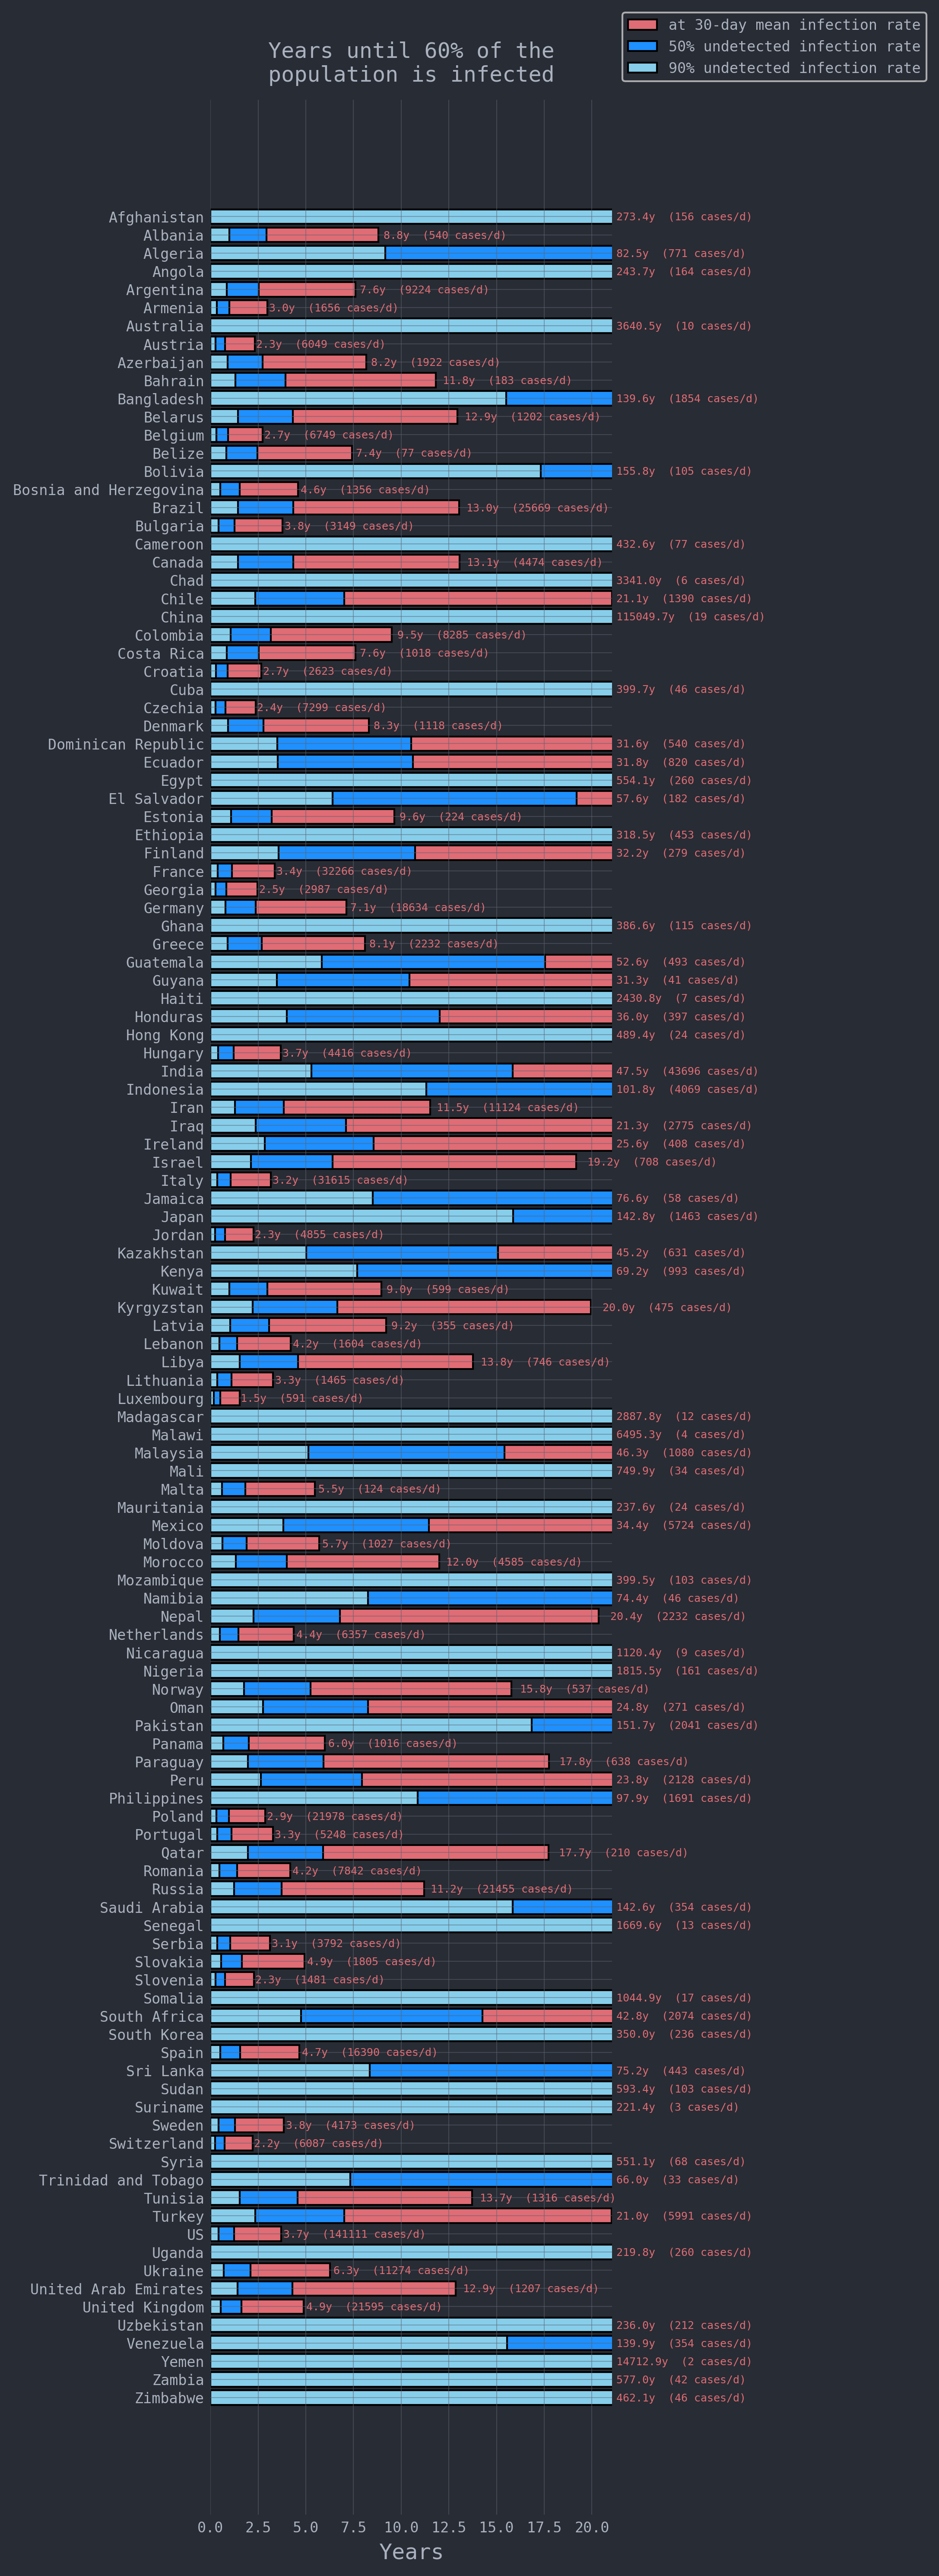 at 30-day mean infection rate
50% undetected infection rate
90% undetected infection rate
Years until 60% of the
population is infected
Afghanistan 273.4y (156 cases/d)
Albania 8.8y (540 cases/d)
Algeria 82.5y (771 cases/d)
Angola 243.7y (164 cases/d)
Argentina 7.6y (9224 cases/d)
Armenia 3.0y (1656 cases/d)
Australia 3640.5y (10 cases/d)
Austria 2.3y (6049 cases/d)
Azerbaijan 8.2y (1922 cases/d)
Bahrain 11.8y (183 cases/d)
Bangladesh 139.6y (1854 cases/d)
Belarus 12.9y (1202 cases/d)
Belgium 2.7y (6749 cases/d)
Belize 7.4y (77 cases/d)
Bolivia 155.8y (105 cases/d)
Bosnia and Herzegovina 4.6y (1356 cases/d)
Brazil 13.0y (25669 cases/d)
Bulgaria 3.8y (3149 cases/d)
Cameroon 432.6y (77 cases/d)
Canada 13.1y (4474 cases/d)
Chad 3341.0y (6 cases/d)
Chile 21.1y (1390 cases/d)
China 115049.7y (19 cases/d)
Colombia 9.5y (8285 cases/d)
Costa Rica 7.6y (1018 cases/d)
Croatia 2.7y (2623 cases/d)
Cuba 399.7y (46 cases/d)
Czechia 2.4y (7299 cases/d)
Denmark 8.3y (1118 cases/d)
Dominican Republic 31.6y (540 cases/d)
Ecuador 31.8y (820 cases/d)
Egypt 554.1y (260 cases/d)
El Salvador 57.6y (182 cases/d)
Estonia 9.6y (224 cases/d)
Ethiopia 318.5y (453 cases/d)
Finland 32.2y (279 cases/d)
France 3.4y (32266 cases/d)
Georgia 2.5y (2987 cases/d)
Germany 7.1y (18634 cases/d)
Ghana 386.6y (115 cases/d)
Greece 8.1y (2232 cases/d)
Guatemala 52.6y (493 cases/d)
Guyana 31.3y (41 cases/d)
Haiti 2430.8y (7 cases/d)
Honduras 36.0y (397 cases/d)
Hong Kong 489.4y (24 cases/d)
Hungary 3.7y (4416 cases/d)
India 47.5y (43696 cases/d)
Indonesia 101.8y (4069 cases/d)
Iran 11.5y (11124 cases/d)
Iraq 21.3y (2775 cases/d)
Ireland 25.6y (408 cases/d)
Israel 19.2y (708 cases/d)
Italy 3.2y (31615 cases/d)
Jamaica 76.6y (58 cases/d)
Japan 142.8y (1463 cases/d)
Jordan 2.3y (4855 cases/d)
Kazakhstan 45.2y (631 cases/d)
Kenya 69.2y (993 cases/d)
Kuwait 9.0y (599 cases/d)
Kyrgyzstan 20.0y (475 cases/d)
Latvia 9.2y (355 cases/d)
Lebanon 4.2y (1604 cases/d)
Libya 13.8y (746 cases/d)
Lithuania 3.3y (1465 cases/d)
Luxembourg 1.5y (591 cases/d)
Madagascar 2887.8y (12 cases/d)
Malawi 6495.3y (4 cases/d)
Malaysia 46.3y (1080 cases/d)
Mali 749.9y (34 cases/d)
Malta 5.5y (124 cases/d)
Mauritania 237.6y (24 cases/d)
Mexico 34.4y (5724 cases/d)
Moldova 5.7y (1027 cases/d)
Morocco 12.0y (4585 cases/d)
Mozambique 399.5y (103 cases/d)
Namibia 74.4y (46 cases/d)
Nepal 20.4y (2232 cases/d)
Netherlands 4.4y (6357 cases/d)
Nicaragua 1120.4y (9 cases/d)
Nigeria 1815.5y (161 cases/d)
Norway 15.8y (537 cases/d)
Oman 24.8y (271 cases/d)
Pakistan 151.7y (2041 cases/d)
Panama 6.0y (1016 cases/d)
Paraguay 17.8y (638 cases/d)
Peru 23.8y (2128 cases/d)
Philippines 97.9y (1691 cases/d)
Poland 2.9y (21978 cases/d)
Portugal 3.3y (5248 cases/d)
Qatar 17.7y (210 cases/d)
Romania 4.2y (7842 cases/d)
Russia 11.2y (21455 cases/d)
Saudi Arabia 142.6y (354 cases/d)
Senegal 1669.6y (13 cases/d)
Serbia 3.1y (3792 cases/d)
Slovakia 4.9y (1805 cases/d)
Slovenia 2.3y (1481 cases/d)
Somalia 1044.9y (17 cases/d)
South Africa 42.8y (2074 cases/d)
South Korea 350.0y (236 cases/d)
Spain 4.7y (16390 cases/d)
Sri Lanka 75.2y (443 cases/d)
Sudan 593.4y (103 cases/d)
Suriname 221.4y (3 cases/d)
Sweden 3.8y (4173 cases/d)
Switzerland 2.2y (6087 cases/d)
Syria 551.1y (68 cases/d)
Trinidad and Tobago 66.0y (33 cases/d)
Tunisia 13.7y (1316 cases/d)
Turkey 21.0y (5991 cases/d)
US 3.7y (141111 cases/d)
Uganda 219.8y (260 cases/d)
Ukraine 6.3y (11274 cases/d)
United Arab Emirates 12.9y (1207 cases/d)
United Kingdom 4.9y (21595 cases/d)
Uzbekistan 236.0y (212 cases/d)
Venezuela 139.9y (354 cases/d)
Yemen 14712.9y (2 cases/d)
Zambia 577.0y (42 cases/d)
Zimbabwe 462.1y (46 cases/d)
0.0 2.5 5.0 7.5 10.0 12.5 15.0 17.5 20.0
Years